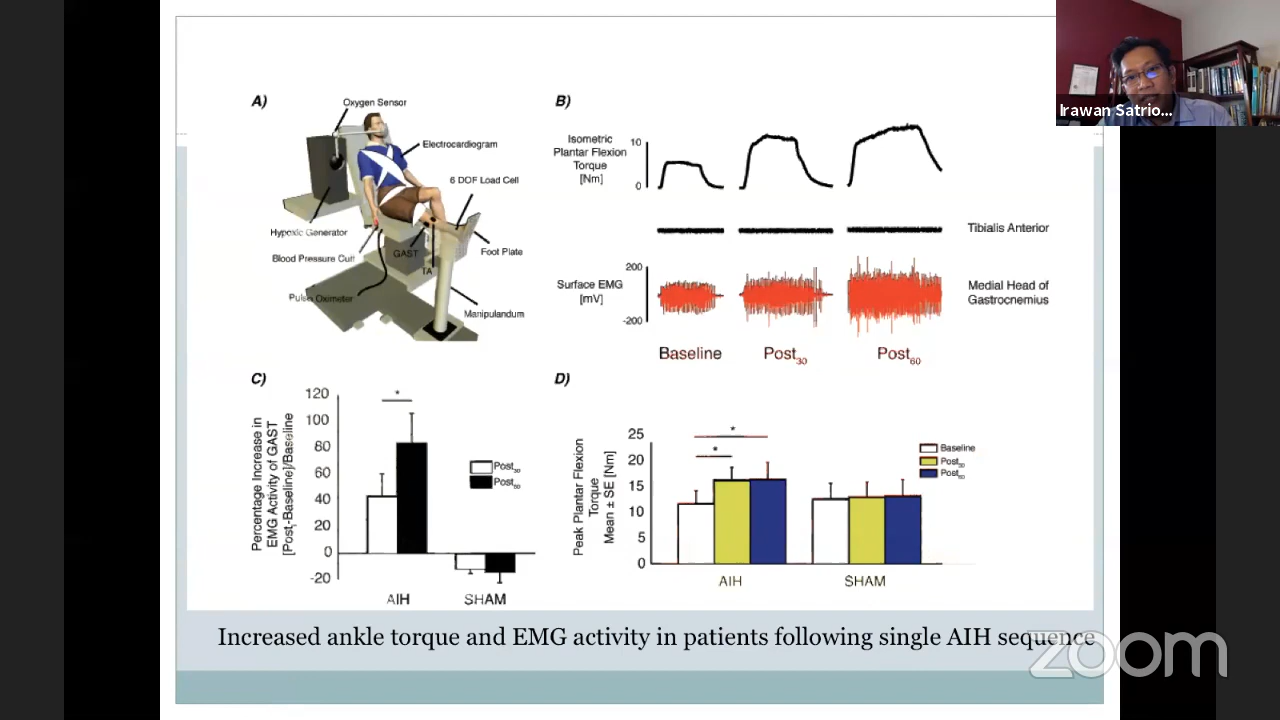 Irawan Satrio...
A)
Oxygen Sensor
Electrocardiogram
6 DOF Load Cell
Hypoxic Generator
Blood Pressure Cuff
GAST
Foot Plate
TA
Pulse Oximeter
Manipulandum
B)
Isometric
Plantar Flexion
Torque
[Nm]
10
0
Tibialis Anterior
Surface EMG
[mV]
200
-200
Medial Head of
Gastrocnemius
Baseline
Post30
Post60
C)
Percentage Increase in
EMG Activity of GAST
[Post-Baseline]/Baseline
120
100
80
60
40
20
0
-20
*
Post30
Post60
AIH
SHAM
D)
Peak Plantar Flexion
Torque
Mean ± SE [Nm]
25
20
15
10
5
0
*
*
Baseline
Post30
Post60
AIH
SHAM
Increased ankle torque and EMG activity in patients following single AIH sequence
zoom